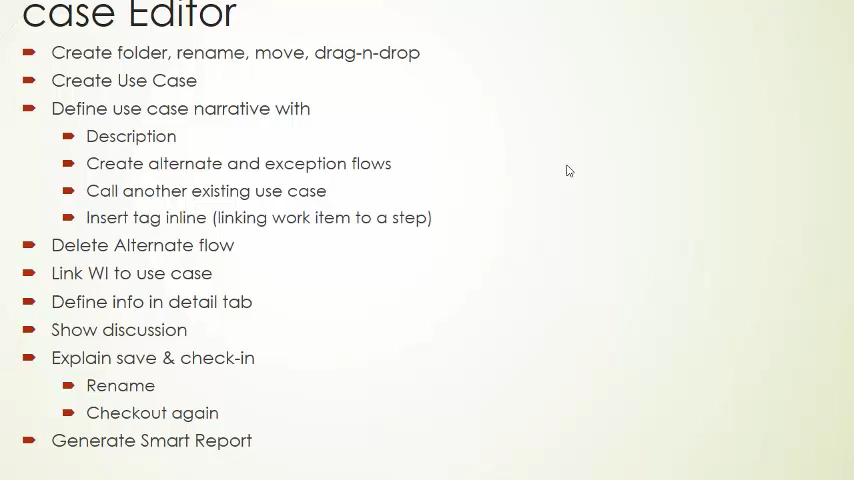 case Editor
Create folder, rename, move, drag-n-drop
Create Use Case
Define use case narrative with
Description
Create alternate and exception flows
Call another existing use case
Insert tag inline (linking work item to a step)
Delete Alternate flow
Link WI to use case
Define info in detail tab
Show discussion
Explain save & check-in
Rename
Checkout again
Generate Smart Report